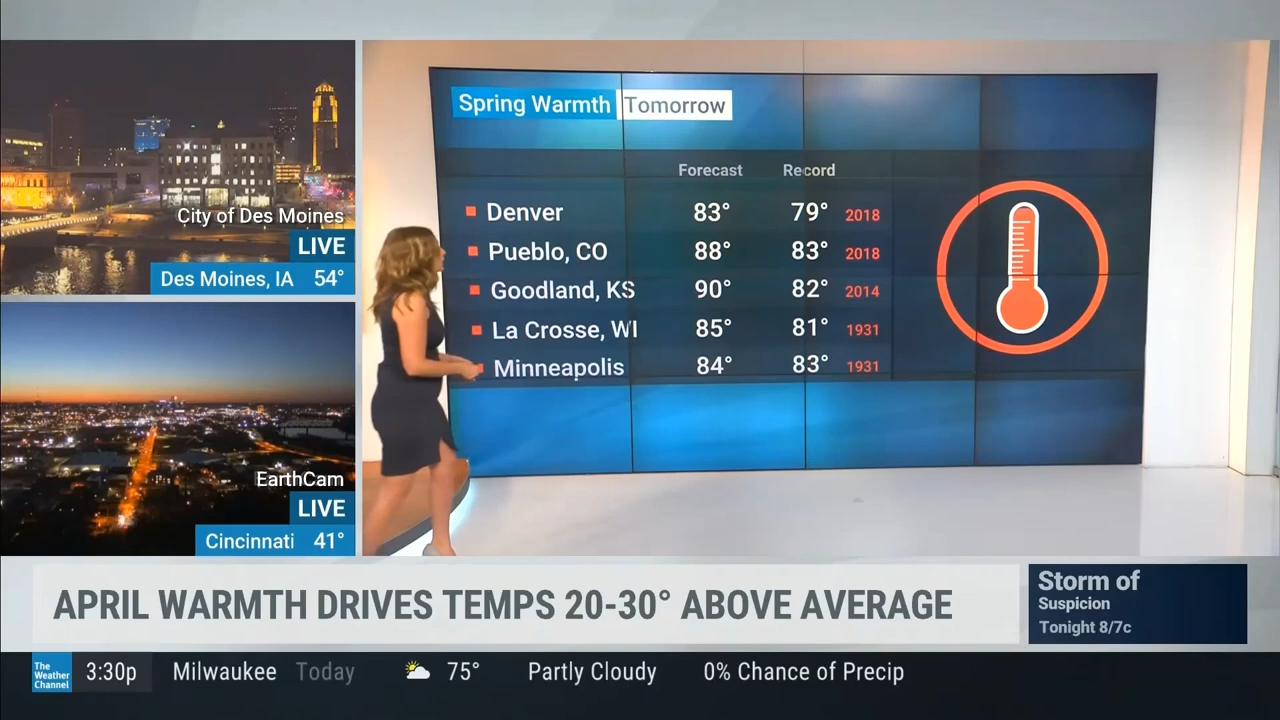 City of Des Moines
LIVE
Des Moines, IA 54°
EarthCam
LIVE
Cincinnati 41°
Spring Warmth Tomorrow
Forecast Record
Denver 83° 79° 2018
Pueblo, CO 88° 83° 2018
Goodland, KS 90° 82° 2014
La Crosse, WI 85° 81° 1931
Minneapolis 84° 83° 1931
APRIL WARMTH DRIVES TEMPS 20-30° ABOVE AVERAGE
Storm of
Suspicion
Tonight 8/7c
The
Weather
Channel
3:30p Milwaukee Today 75° Partly Cloudy 0% Chance of Precip